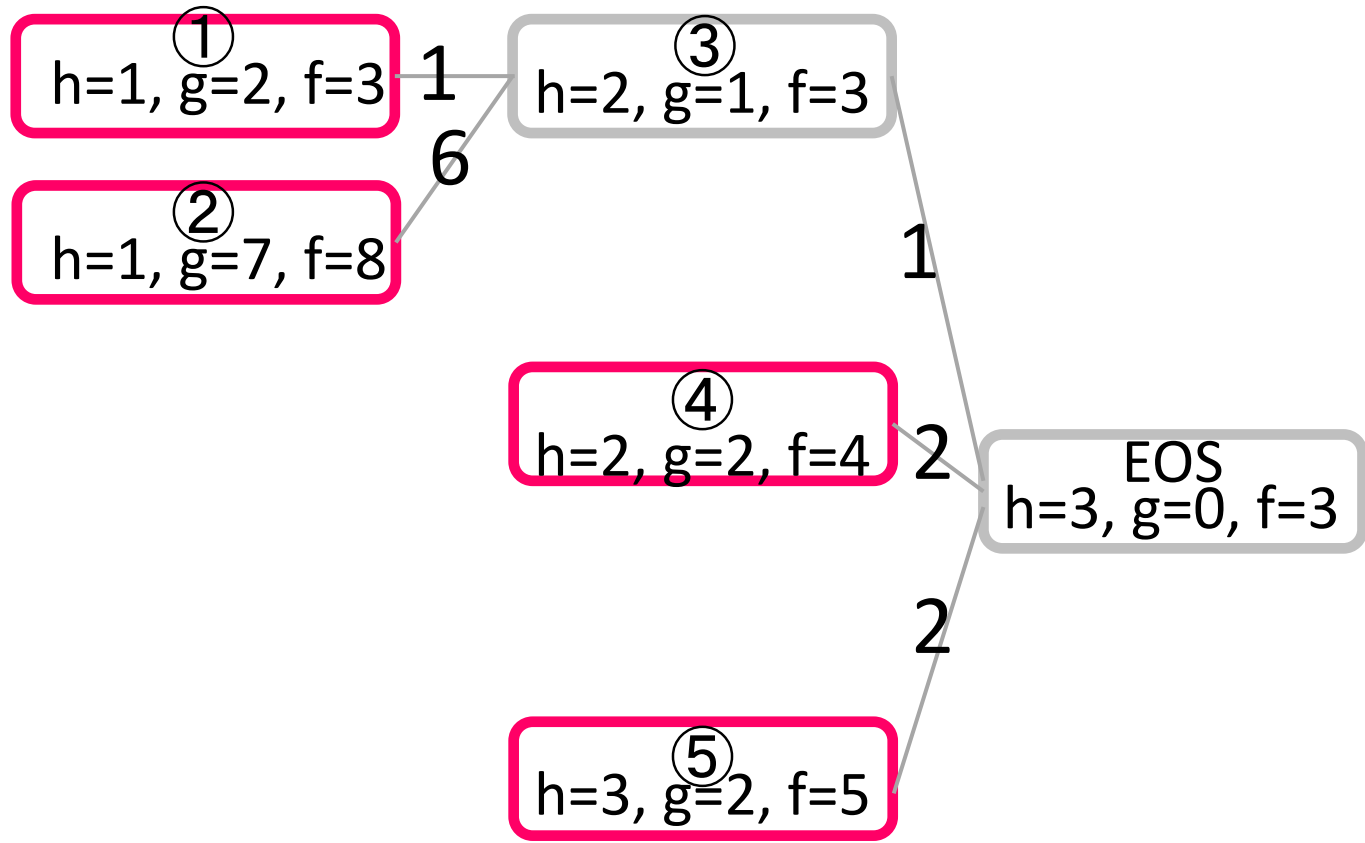 ①
h=1, g=2, f=3
1
③
h=2, g=1, f=3
6
②
h=1, g=7, f=8
1
④
h=2, g=2, f=4
2
EOS
h=3, g=0, f=3
2
⑤
h=3, g=2, f=5